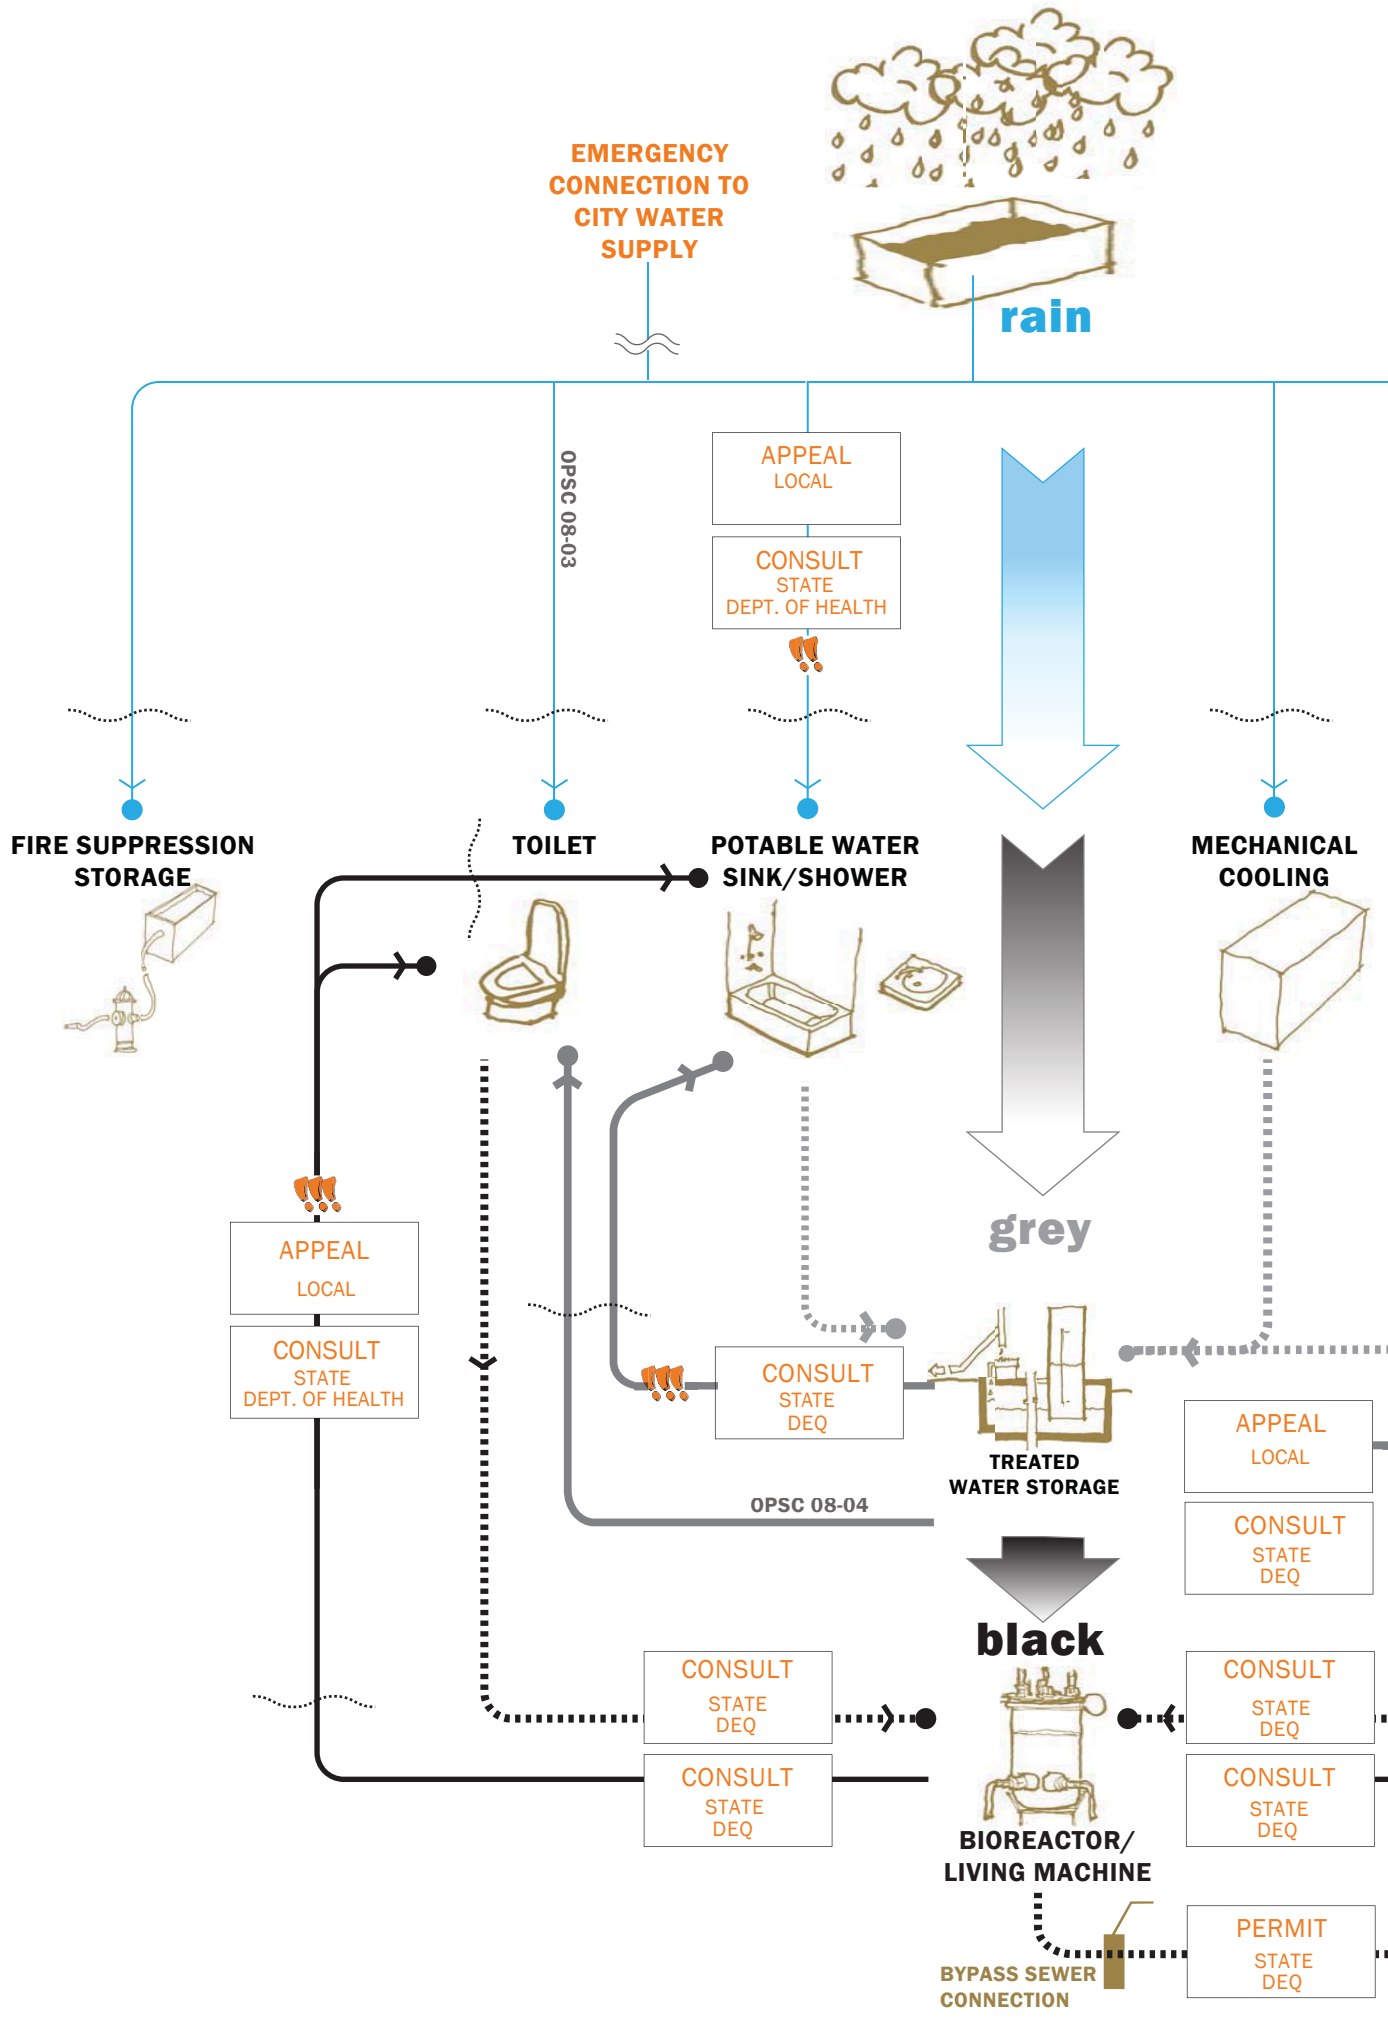 EMERGENCY
CONNECTION TO
CITY WATER
SUPPLY
rain
OPSC 08-03
APPEAL
LOCAL
CONSULT
STATE
DEPT. OF HEALTH
!!
FIRE SUPPRESSION
STORAGE
TOILET
POTABLE WATER
SINK/SHOWER
MECHANICAL
COOLING
!!!
APPEAL
LOCAL
CONSULT
STATE
DEPT. OF HEALTH
grey
!!!
CONSULT
STATE
DEQ
TREATED
WATER STORAGE
OPSC 08-04
APPEAL
LOCAL
CONSULT
STATE
DEQ
black
CONSULT
STATE
DEQ
CONSULT
STATE
DEQ
CONSULT
STATE
DEQ
CONSULT
STATE
DEQ
BIOREACTOR/
LIVING MACHINE
BYPASS SEWER
CONNECTION
PERMIT
STATE
DEQ